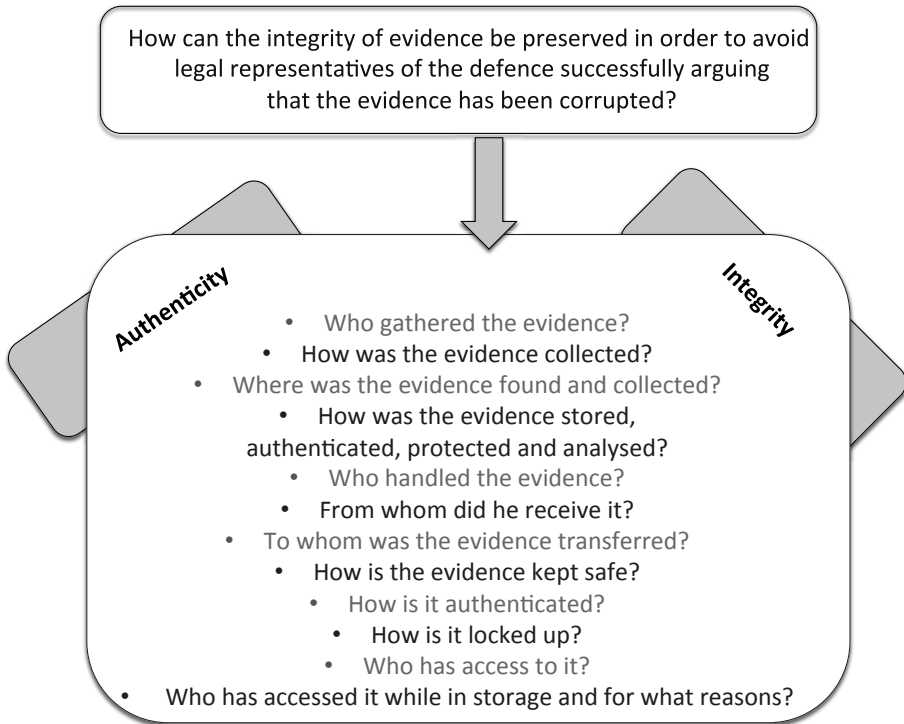 How can the integrity of evidence be preserved in order to avoid
legal representatives of the defence successfully arguing
that the evidence has been corrupted?
Authenticity
Integrity
• Who gathered the evidence?
• How was the evidence collected?
• Where was the evidence found and collected?
• How was the evidence stored,
authenticated, protected and analysed?
• Who handled the evidence?
• From whom did he receive it?
• To whom was the evidence transferred?
• How is the evidence kept safe?
• How is it authenticated?
• How is it locked up?
• Who has access to it?
• Who has accessed it while in storage and for what reasons?